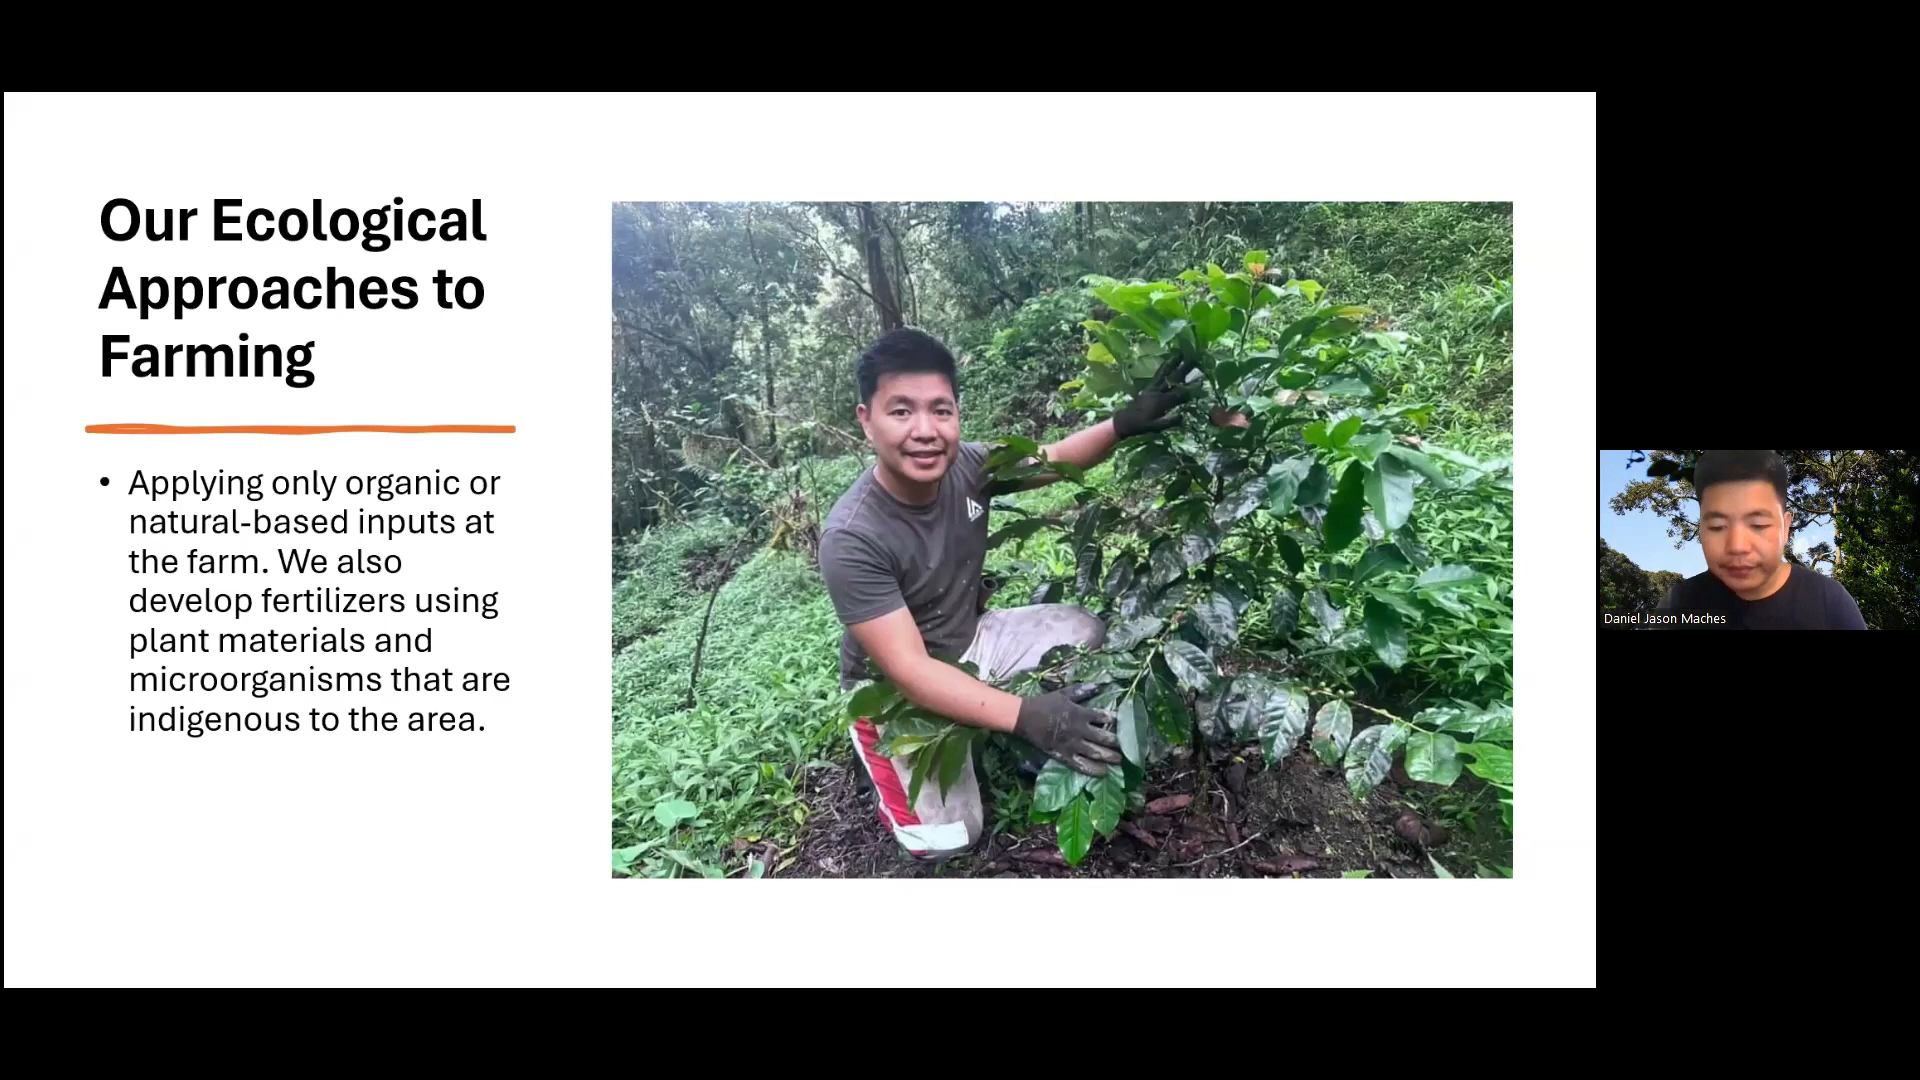 Our Ecological
Approaches to
Farming
• Applying only organic or
natural-based inputs at
the farm. We also
develop fertilizers using
plant materials and
microorganisms that are
indigenous to the area.
Daniel Jason Maches